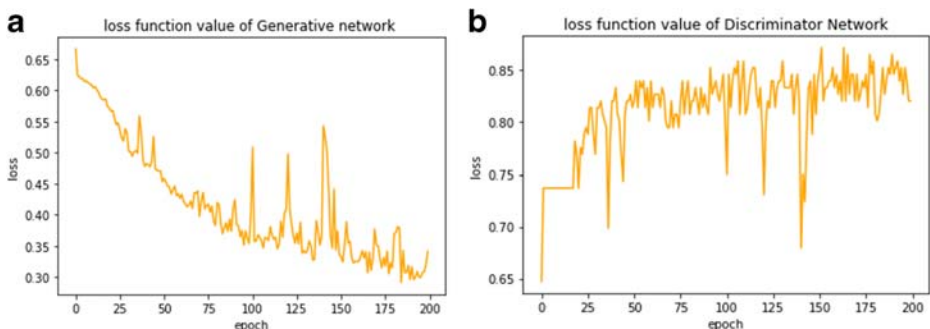 a
loss function value of Generative network
0.65
0.60
0.55
0.50
0.45
0.40
0.35
0.30
loss
0 25 50 75 100 125 150 175 200
epoch
b
loss function value of Discriminator Network
0.85
0.80
0.75
0.70
0.65
loss
0 25 50 75 100 125 150 175 200
epoch